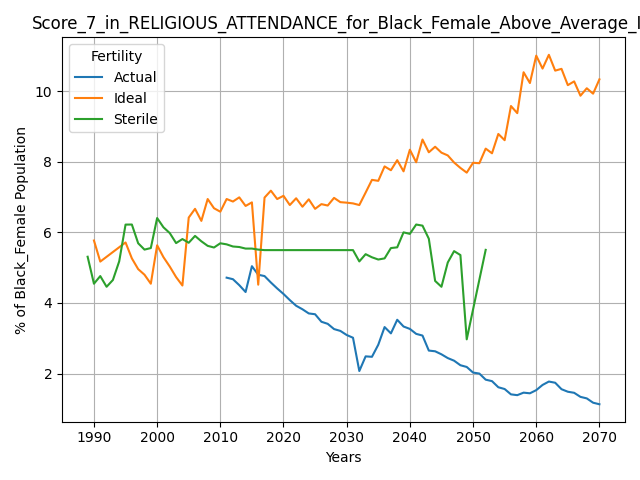 Score_7_in_RELIGIOUS_ATTENDANCE_for_Black_Female_Above_Average_I
Fertility
Actual
Ideal
Sterile
% of Black_Female Population
10
8
6
4
2
1990 2000 2010 2020 2030 2040 2050 2060 2070
Years